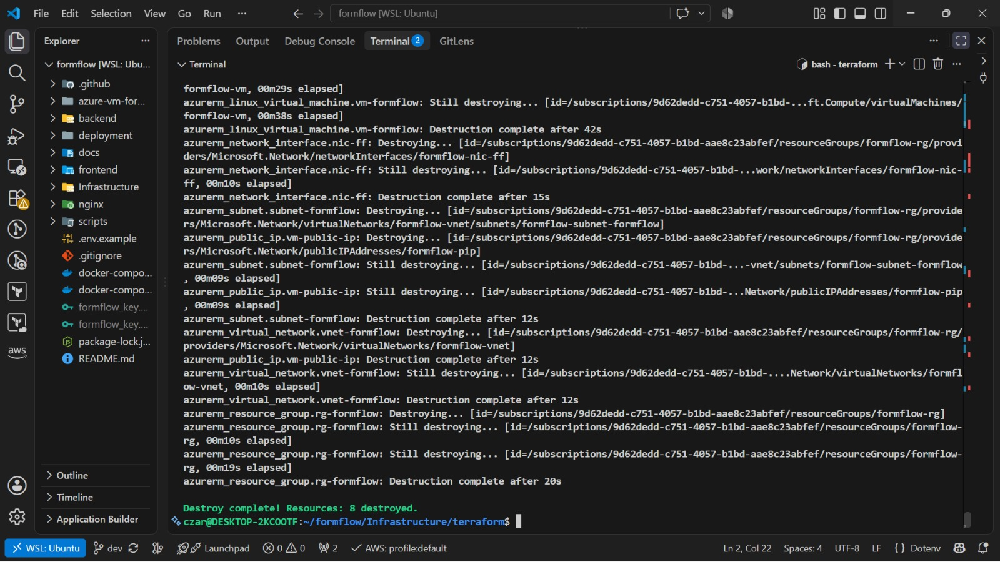 File Edit Selection View Go Run ···
formflow [WSL: Ubuntu]
Explorer ···
formflow [WSL: Ubu...
.github
azure-vm-for...
backend
deployment
docs
frontend
Infrastructure
nginx
scripts
.env.example
.gitignore
docker-compo...
docker-compo...
formflow_key....
formflow_key....
package-lock.j...
README.md
Outline
Timeline
Application Builder
aws
Problems Output Debug Console Terminal 2 GitLens ···
Terminal
bash - terraform ···
formflow-vm, 00m29s elapsed]
azurerm_linux_virtual_machine.vm-formflow: Still destroying... [id=/subscriptions/9d62dedd-c751-4057-b1bd-...ft.Compute/virtualMachines/
formflow-vm, 00m38s elapsed]
azurerm_linux_virtual_machine.vm-formflow: Destruction complete after 42s
azurerm_network_interface.nic-ff: Destroying... [id=/subscriptions/9d62dedd-c751-4057-b1bd-aae8c23abfef/resourceGroups/formflow-rg/provi
ders/Microsoft.Network/networkInterfaces/formflow-nic-ff]
azurerm_network_interface.nic-ff: Still destroying... [id=/subscriptions/9d62dedd-c751-4057-b1bd-...work/networkInterfaces/formflow-nic-
ff, 00m10s elapsed]
azurerm_network_interface.nic-ff: Destruction complete after 15s
azurerm_subnet.subnet-formflow: Destroying... [id=/subscriptions/9d62dedd-c751-4057-b1bd-aae8c23abfef/resourceGroups/formflow-rg/provide
rs/Microsoft.Network/virtualNetworks/formflow-vnet/subnets/formflow-subnet-formflow]
azurerm_public_ip.vm-public-ip: Destroying... [id=/subscriptions/9d62dedd-c751-4057-b1bd-aae8c23abfef/resourceGroups/formflow-rg/provide
rs/Microsoft.Network/publicIPAddresses/formflow-pip]
azurerm_subnet.subnet-formflow: Still destroying... [id=/subscriptions/9d62dedd-c751-4057-b1bd-...-vnet/subnets/formflow-subnet-formflow
, 00m09s elapsed]
azurerm_public_ip.vm-public-ip: Still destroying... [id=/subscriptions/9d62dedd-c751-4057-b1bd-...Network/publicIPAddresses/formflow-pip
, 00m09s elapsed]
azurerm_subnet.subnet-formflow: Destruction complete after 12s
azurerm_virtual_network.vnet-formflow: Destroying... [id=/subscriptions/9d62dedd-c751-4057-b1bd-aae8c23abfef/resourceGroups/formflow-rg/
providers/Microsoft.Network/virtualNetworks/formflow-vnet]
azurerm_public_ip.vm-public-ip: Destruction complete after 12s
azurerm_virtual_network.vnet-formflow: Still destroying... [id=/subscriptions/9d62dedd-c751-4057-b1bd-....Network/virtualNetworks/formfl
ow-vnet, 00m10s elapsed]
azurerm_virtual_network.vnet-formflow: Destruction complete after 12s
azurerm_resource_group.rg-formflow: Destroying... [id=/subscriptions/9d62dedd-c751-4057-b1bd-aae8c23abfef/resourceGroups/formflow-rg]
azurerm_resource_group.rg-formflow: Still destroying... [id=/subscriptions/9d62dedd-c751-4057-b1bd-aae8c23abfef/resourceGroups/formflow-
rg, 00m10s elapsed]
azurerm_resource_group.rg-formflow: Still destroying... [id=/subscriptions/9d62dedd-c751-4057-b1bd-aae8c23abfef/resourceGroups/formflow-
rg, 00m19s elapsed]
azurerm_resource_group.rg-formflow: Destruction complete after 20s
Destroy complete! Resources: 8 destroyed.
czar@DESKTOP-2KCOOTF:~/formflow/Infrastructure/terraform$
WSL: Ubuntu dev Launchpad 0 0 2 AWS: profile:default Ln 2, Col 22 Spaces: 4 UTF-8 LF {} Dotenv